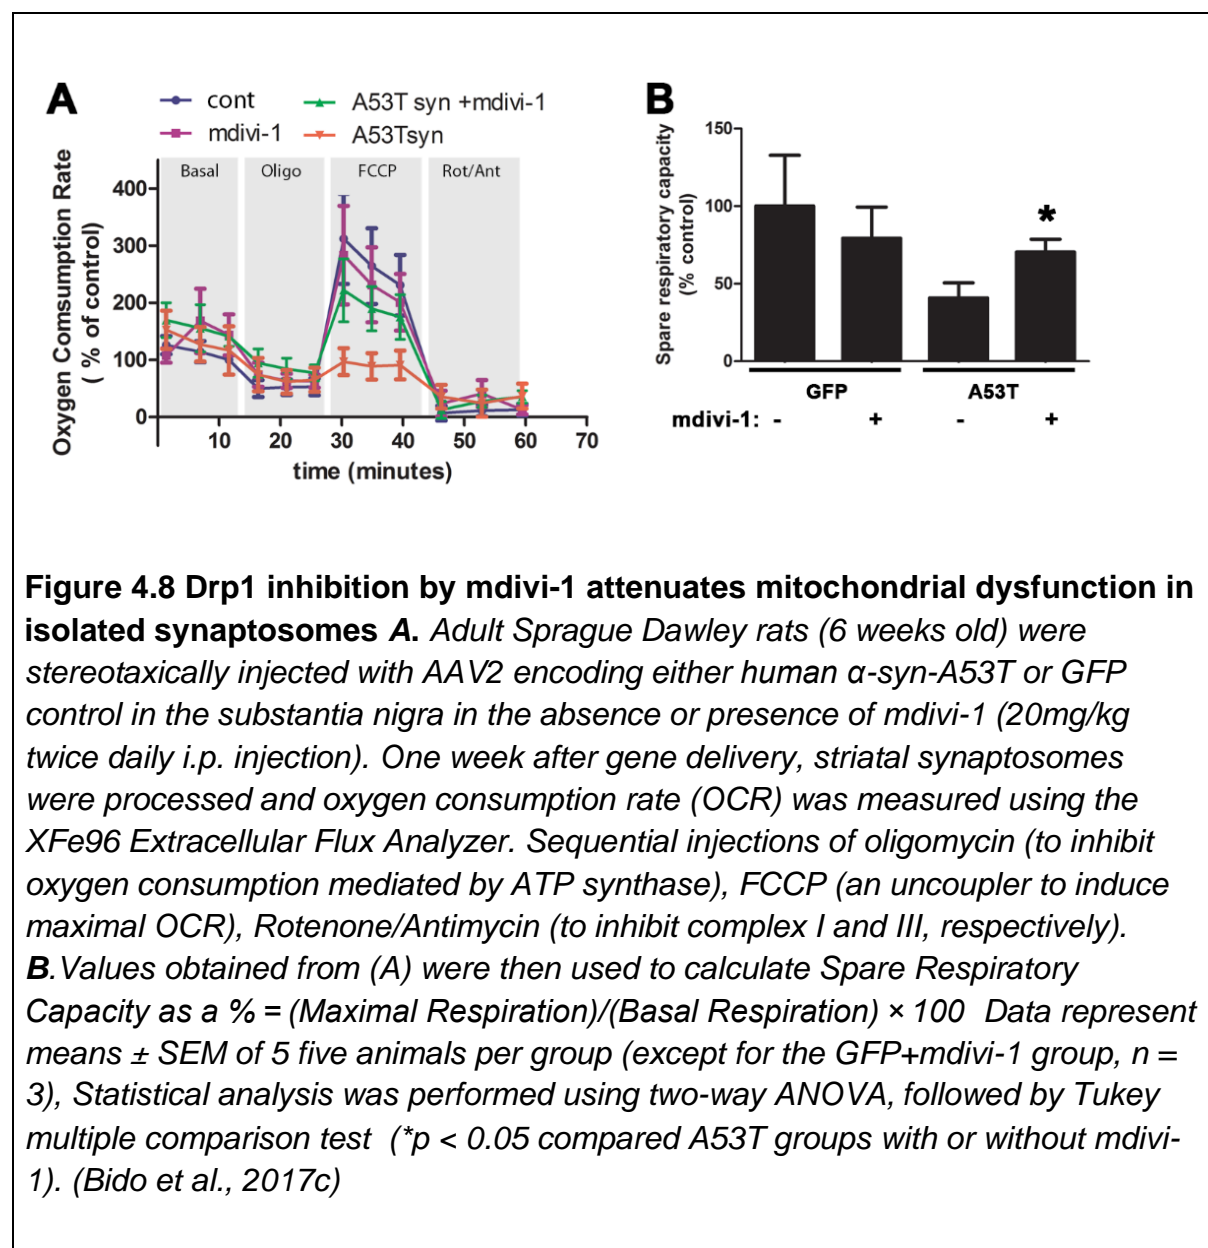 A
cont
mdivi-1
A53T syn +mdivi-1
A53Tsyn
Oxygen Comsumption Rate
( % of control)
400
300
200
100
0
Basal
Oligo
FCCP
Rot/Ant
10
20
30
40
50
60
70
time (minutes)
B
Spare respiratory capacity
(% control)
150
100
50
0
*
GFP
A53T
mdivi-1: - + - +
Figure 4.8 Drp1 inhibition by mdivi-1 attenuates mitochondrial dysfunction in
isolated synaptosomes A. Adult Sprague Dawley rats (6 weeks old) were
stereotaxically injected with AAV2 encoding either human α-syn-A53T or GFP
control in the substantia nigra in the absence or presence of mdivi-1 (20mg/kg
twice daily i.p. injection). One week after gene delivery, striatal synaptosomes
were processed and oxygen consumption rate (OCR) was measured using the
XFe96 Extracellular Flux Analyzer. Sequential injections of oligomycin (to inhibit
oxygen consumption mediated by ATP synthase), FCCP (an uncoupler to induce
maximal OCR), Rotenone/Antimycin (to inhibit complex I and III, respectively).
B.Values obtained from (A) were then used to calculate Spare Respiratory
Capacity as a % = (Maximal Respiration)/(Basal Respiration) × 100 Data represent
means ± SEM of 5 five animals per group (except for the GFP+mdivi-1 group, n =
3), Statistical analysis was performed using two-way ANOVA, followed by Tukey
multiple comparison test (*p < 0.05 compared A53T groups with or without mdivi-
1). (Bido et al., 2017c)